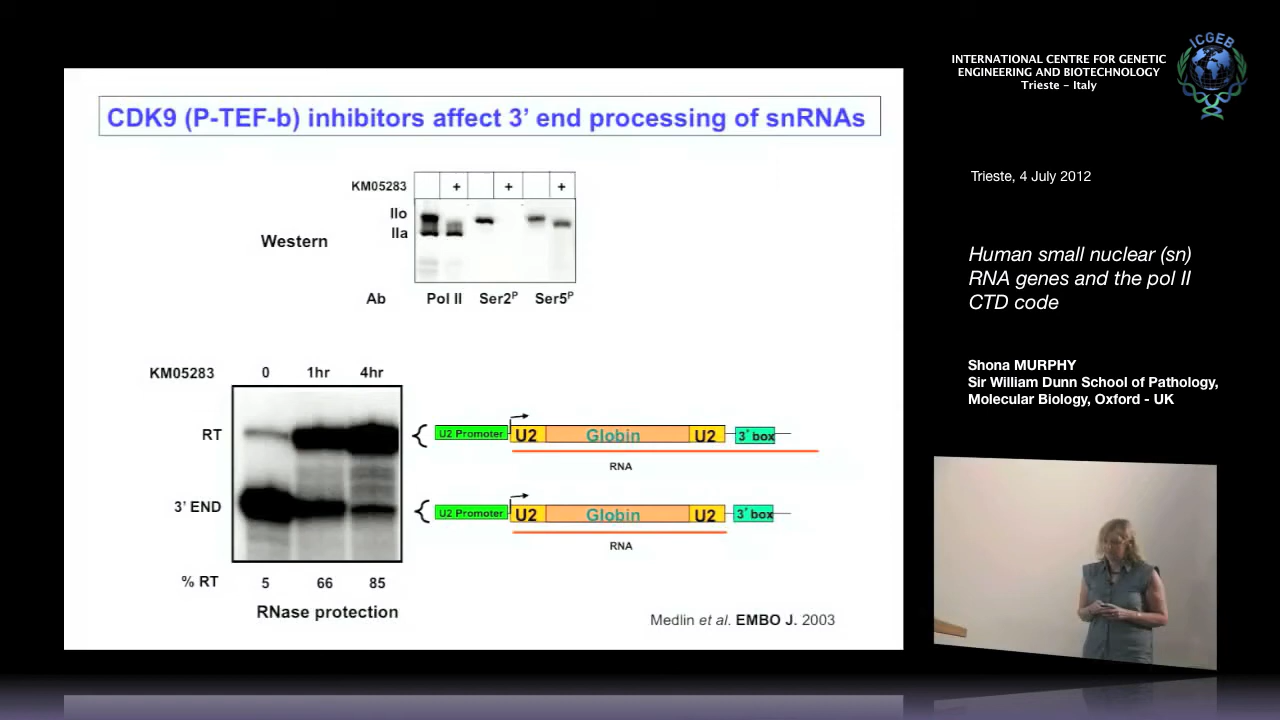 CDK9 (P-TEF-b) inhibitors affect 3’ end processing of snRNAs
KM05283 + + +
IIo
IIa
Western
Ab Pol II Ser2P Ser5P
KM05283 0 1hr 4hr
RT
U2 Promoter U2 Globin U2 3’ box
RNA
3’ END
U2 Promoter U2 Globin U2 3’ box
RNA
% RT 5 66 85
RNase protection
Medlin et al. EMBO J. 2003
INTERNATIONAL CENTRE FOR GENETIC
ENGINEERING AND BIOTECHNOLOGY
Trieste – Italy
ICGEB
Trieste, 4 July 2012
Human small nuclear (sn)
RNA genes and the pol II
CTD code
Shona MURPHY
Sir William Dunn School of Pathology,
Molecular Biology, Oxford - UK